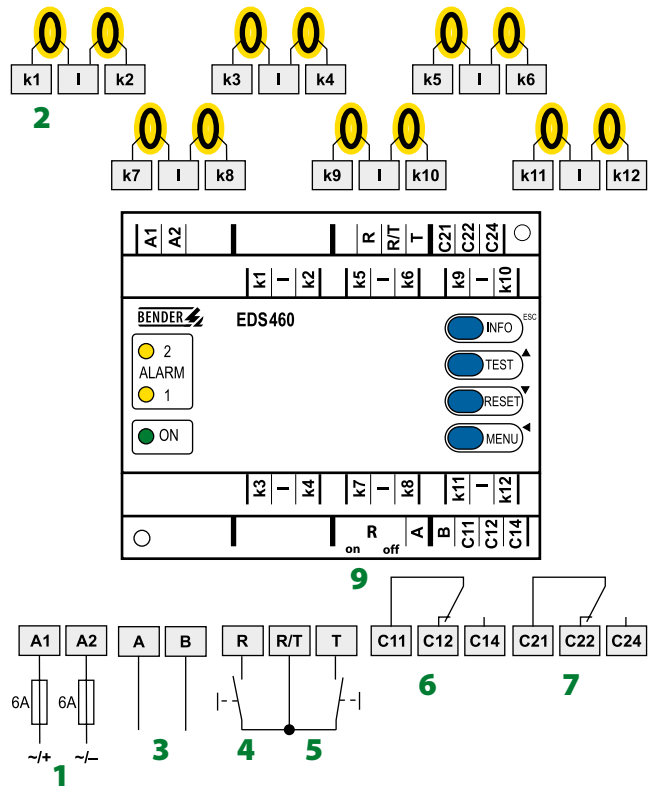 k1 I k2 k3 I k4 k5 I k6
2
k7 I k8 k9 I k10 k11 I k12
A1 A2 R R/T T C21 C22 C24
k1 I k2 k5 I k6 k9 I k10
BENDER EDS460
INFO ESC
2
TEST
ALARM
1
RESET
ON
MENU
k3 I k4 k7 I k8 k11 I k12
R A B C11 C12 C14
on off
9
A1 A2 A B R R/T T C11 C12 C14 C21 C22 C24
6 7
6A 6A
3 4 5
~/+ ~/–
1